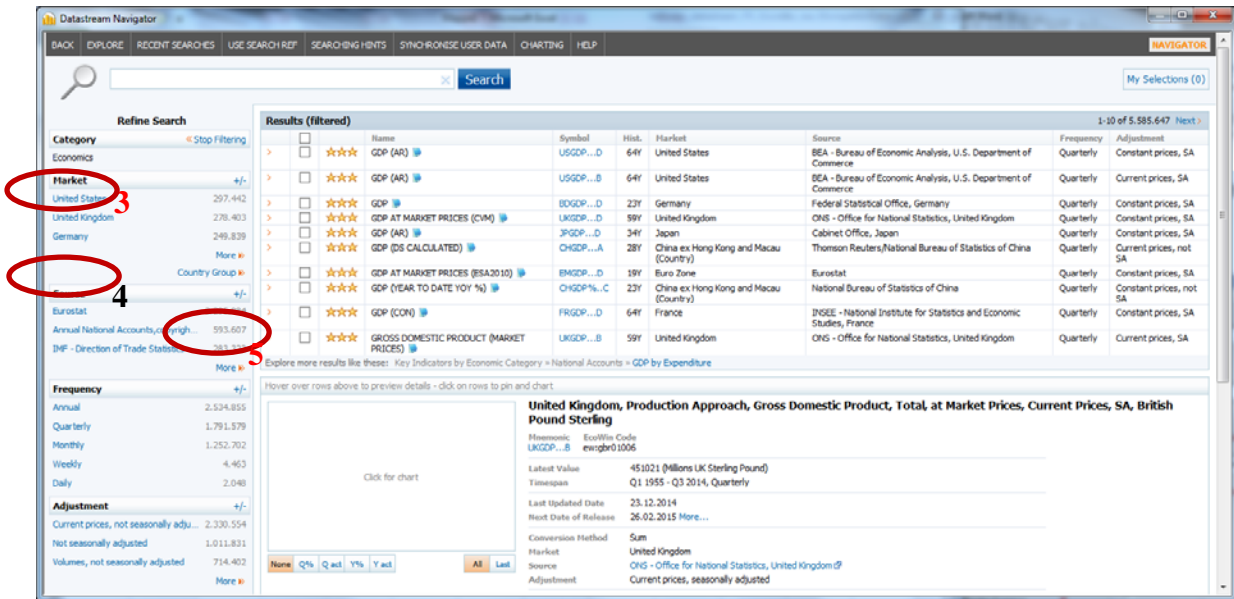 Datastream Navigator
BACK EXPLORE RECENT SEARCHES USE SEARCH REF SEARCHING HINTS SYNCHRONISE USER DATA CHARTING HELP NAVIGATOR
Search My Selections (0)
Refine Search
Category « Stop Filtering
Economics
Market +/-
United States 297.442
3
United Kingdom 278.403
Germany 249.839
More »
Country Group »
4
+/-
Eurostat
Annual National Accounts,copyrigh... 593.607
IMF - Direction of Trade Statistics
5
More »
Frequency +/-
Annual 2.534.855
Quarterly 1.791.579
Monthly 1.252.702
Weekly 4.463
Daily 2.048
Adjustment +/-
Current prices, not seasonally adju... 2.330.554
Not seasonally adjusted 1.011.831
Volumes, not seasonally adjusted 714.402
More »
Results (filtered) 1-10 of 5.585.647 Next >
Name Symbol Hist. Market Source Frequency Adjustment
GDP (AR) USGDP...D 64Y United States BEA - Bureau of Economic Analysis, U.S. Department of Commerce Quarterly Constant prices, SA
GDP (AR) USGDP...B 64Y United States BEA - Bureau of Economic Analysis, U.S. Department of Commerce Quarterly Current prices, SA
GDP BDGDP...D 23Y Germany Federal Statistical Office, Germany Quarterly Constant prices, SA
GDP AT MARKET PRICES (CVM) UKGDP...D 59Y United Kingdom ONS - Office for National Statistics, United Kingdom Quarterly Constant prices, SA
GDP JPGDP...D 34Y Japan Cabinet Office, Japan Quarterly Constant prices, SA
GDP (DS CALCULATED) CHGDP...A 28Y China ex Hong Kong and Macau (Country) Thomson Reuters/National Bureau of Statistics of China Quarterly Current prices, not SA
GDP AT MARKET PRICES (ESA2010) EMGDP...D 19Y Euro Zone Eurostat Quarterly Constant prices, SA
GDP (YEAR TO DATE YOY %) CHGDP%..C 23Y China ex Hong Kong and Macau (Country) National Bureau of Statistics of China Quarterly Constant prices, not SA
GDP (CON) FRGDP...D 64Y France INSEE - National Institute for Statistics and Economic Studies, France Quarterly Constant prices, SA
GROSS DOMESTIC PRODUCT (MARKET PRICES) UKGDP...B 59Y United Kingdom ONS - Office for National Statistics, United Kingdom Quarterly Current prices, SA
Explore more results like these: Key Indicators by Economic Category » National Accounts » GDP by Expenditure
Hover over rows above to preview details - click on rows to pin and chart
Click for chart
None Q% Q act Y% Y act All Last
United Kingdom, Production Approach, Gross Domestic Product, Total, at Market Prices, Current Prices, SA, British
Pound Sterling
Mnemonic EcoWin Code
UKGDP...B ew:gbr01006
Latest Value 451021 (Millions UK Sterling Pound)
Timespan Q1 1955 - Q3 2014, Quarterly
Last Updated Date 23.12.2014
Next Date of Release 26.02.2015 More...
Conversion Method Sum
Market United Kingdom
Source ONS - Office for National Statistics, United Kingdom
Adjustment Current prices, seasonally adjusted